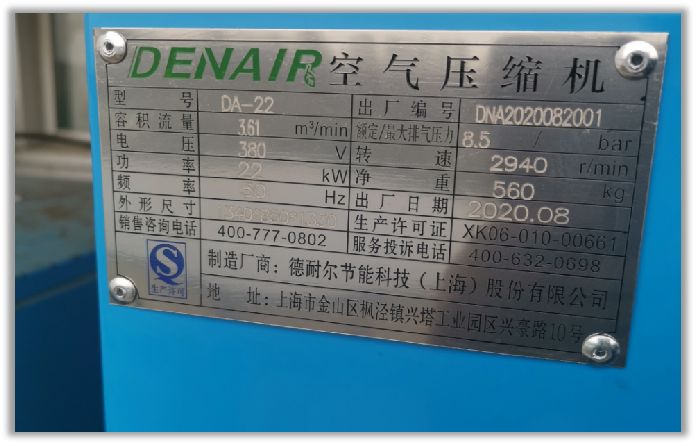 DENAIR 空气压缩机
型号 DA-22 出厂编号 DNA2020082001
容积流量 3.61 m³/min 额定/最大排气压力 8.5 / bar
电压 380 V 转速 2940 r/min
功率 22 kW 净重 560 kg
频率 50 Hz 出厂日期 2020.08
外形尺寸 生产许可证 XK06-010-00661
销售咨询电话 400-777-0802 服务投诉电话 400-632-0698
生产许可
制造厂商：德耐尔节能科技（上海）股份有限公司
地址：上海市金山区枫泾镇兴塔工业园区兴豪路10号